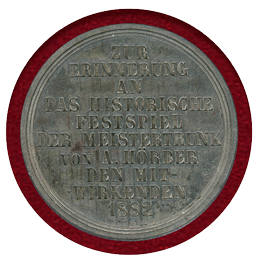 ZUR
ERINNERUNG
AN
DAS HISTORISCHE
FESTSPIEL
DER MEISTERTRUNK
VON A. HÖRBER
DEN MIT-
WIRKENDEN
1882